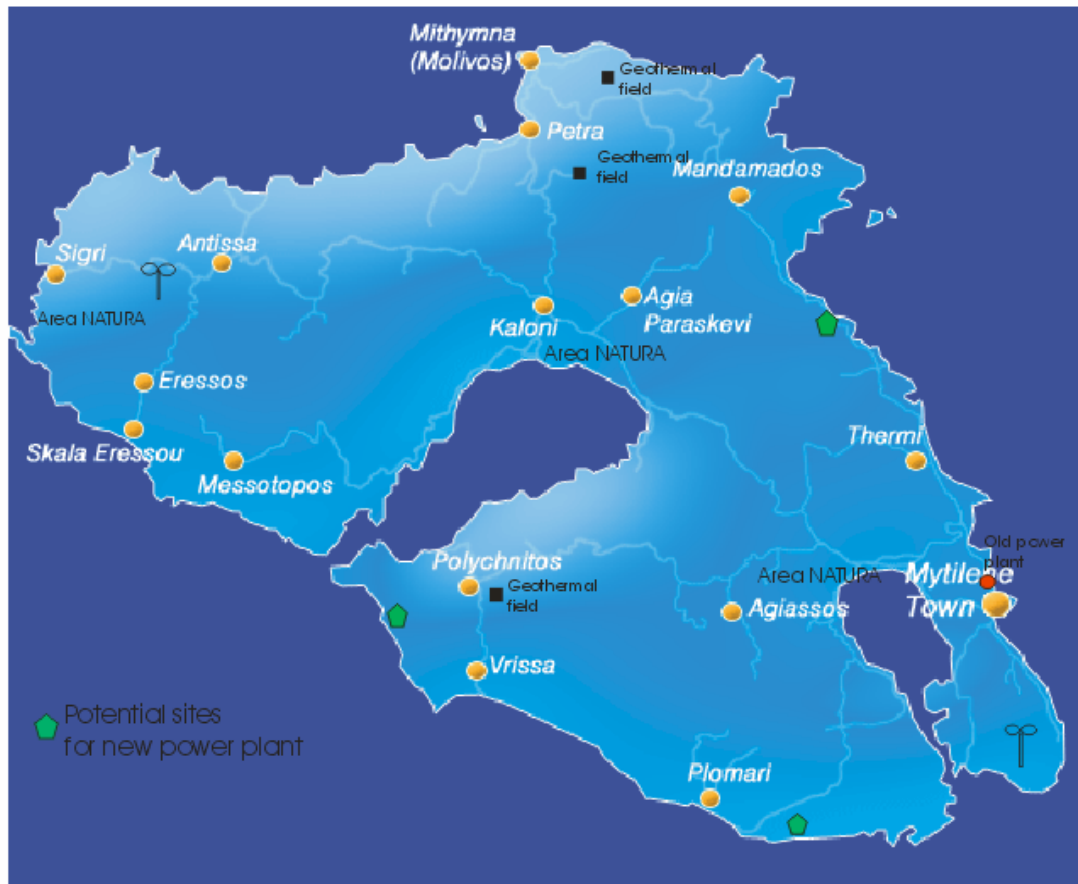 Mithymna
(Molivos)
Geothermal
field
Petra
Geothermal
field
Mandamados
Sigri
Antissa
Area NATURA
Kaloni
Agia
Paraskevi
Area NATURA
Eressos
Skala Eressou
Messotopos
Thermi
Polychnitos
Geothermal
field
Old power
plant
Area NATURA
Mytilene
Town
Agiassos
Vrissa
Potential sites
for new power plant
Plomari